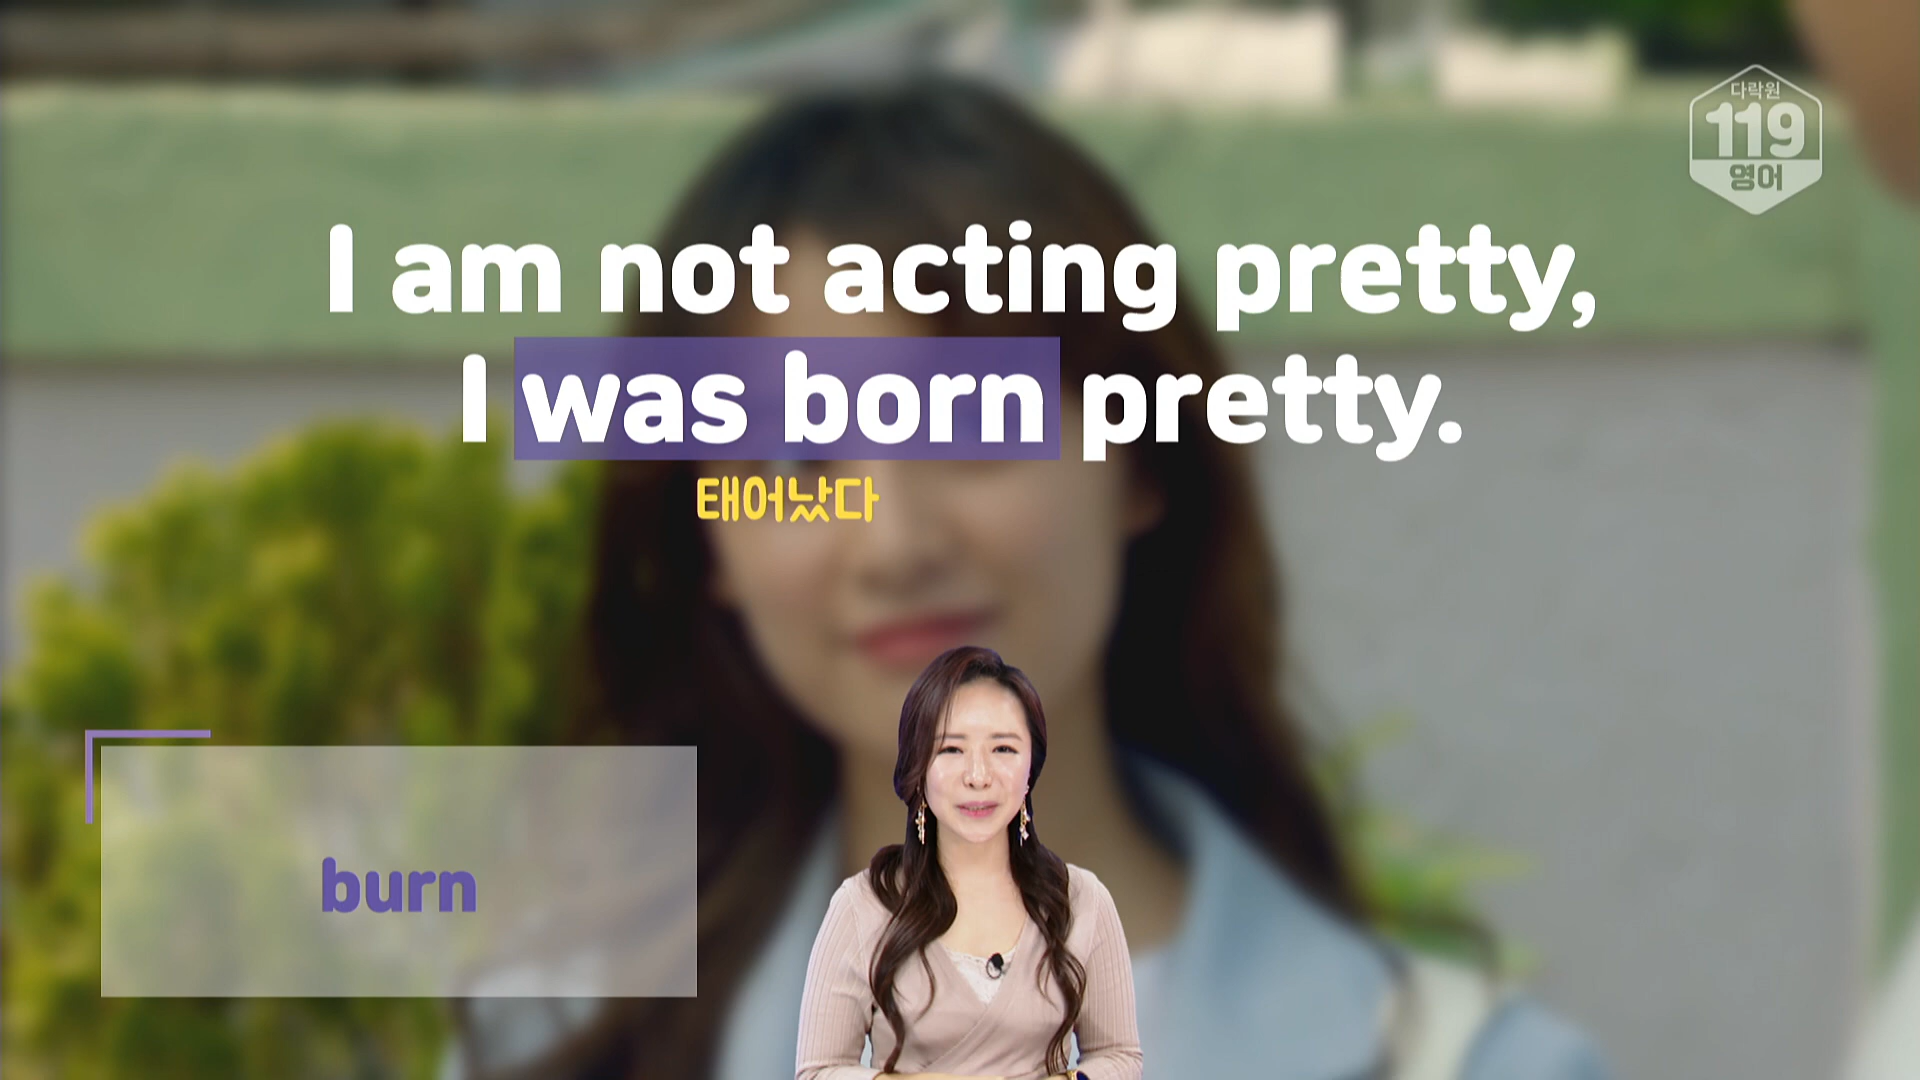 다락원
119
영어
I am not acting pretty,
I was born pretty.
태어났다
burn